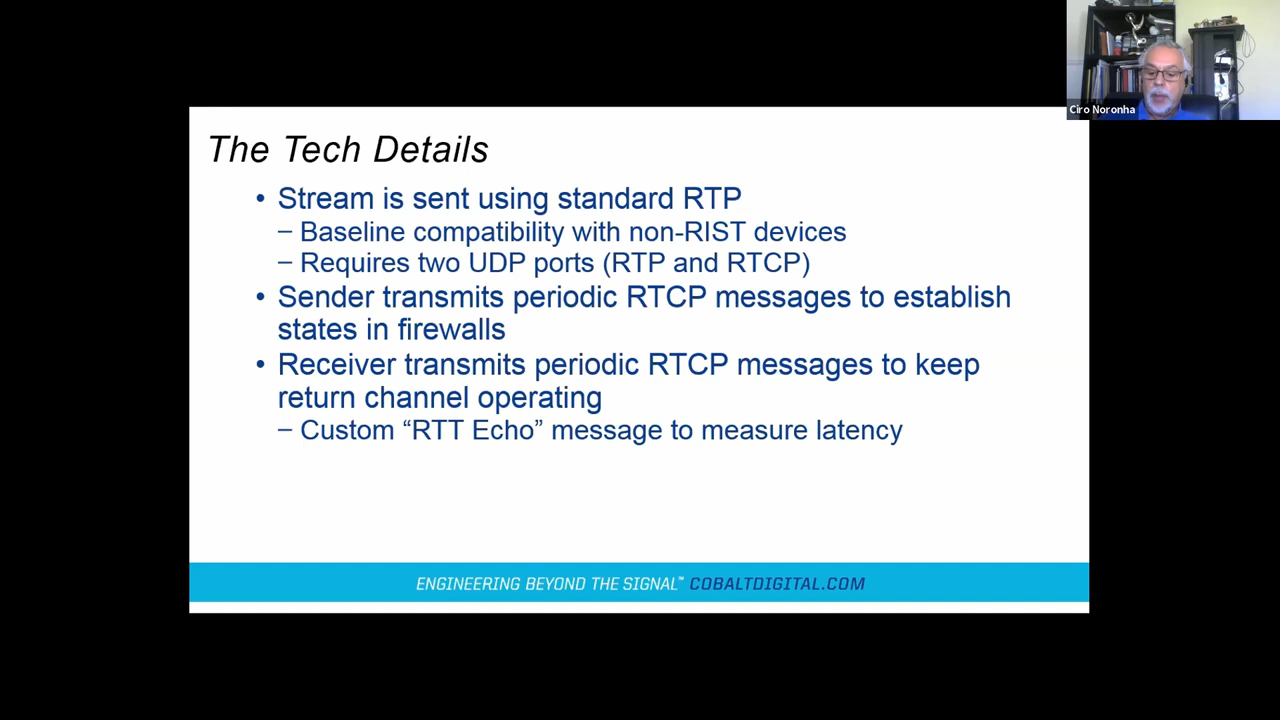 Ciro Noronha
The Tech Details
• Stream is sent using standard RTP
– Baseline compatibility with non-RIST devices
– Requires two UDP ports (RTP and RTCP)
• Sender transmits periodic RTCP messages to establish
states in firewalls
• Receiver transmits periodic RTCP messages to keep
return channel operating
– Custom “RTT Echo” message to measure latency
ENGINEERING BEYOND THE SIGNAL™ COBALTDIGITAL.COM